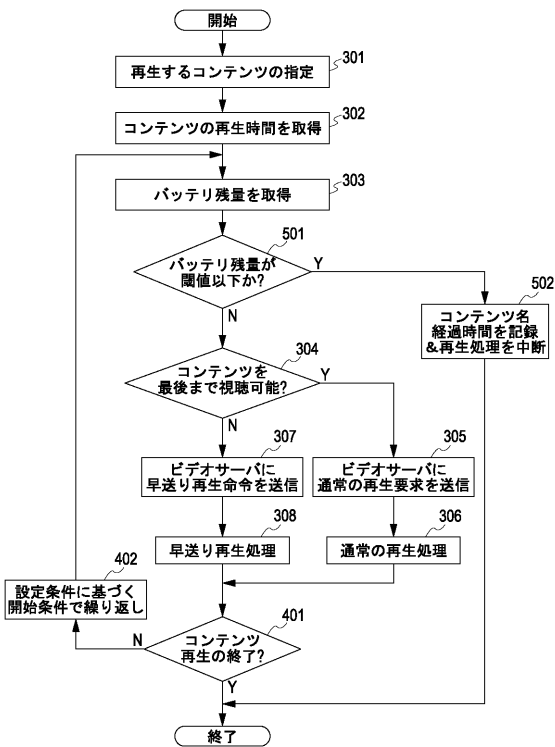 開始
再生するコンテンツの指定
301
コンテンツの再生時間を取得
302
バッテリ残量を取得
303
バッテリ残量が
閾値以下か?
501
Y
N
コンテンツ名
経過時間を記録
&再生処理を中断
502
コンテンツを
最後まで視聴可能?
304
Y
N
ビデオサーバに
早送り再生命令を送信
307
ビデオサーバに
通常の再生要求を送信
305
早送り再生処理
308
通常の再生処理
306
設定条件に基づく
開始条件で繰り返し
402
コンテンツ
再生の終了?
401
N
Y
終了